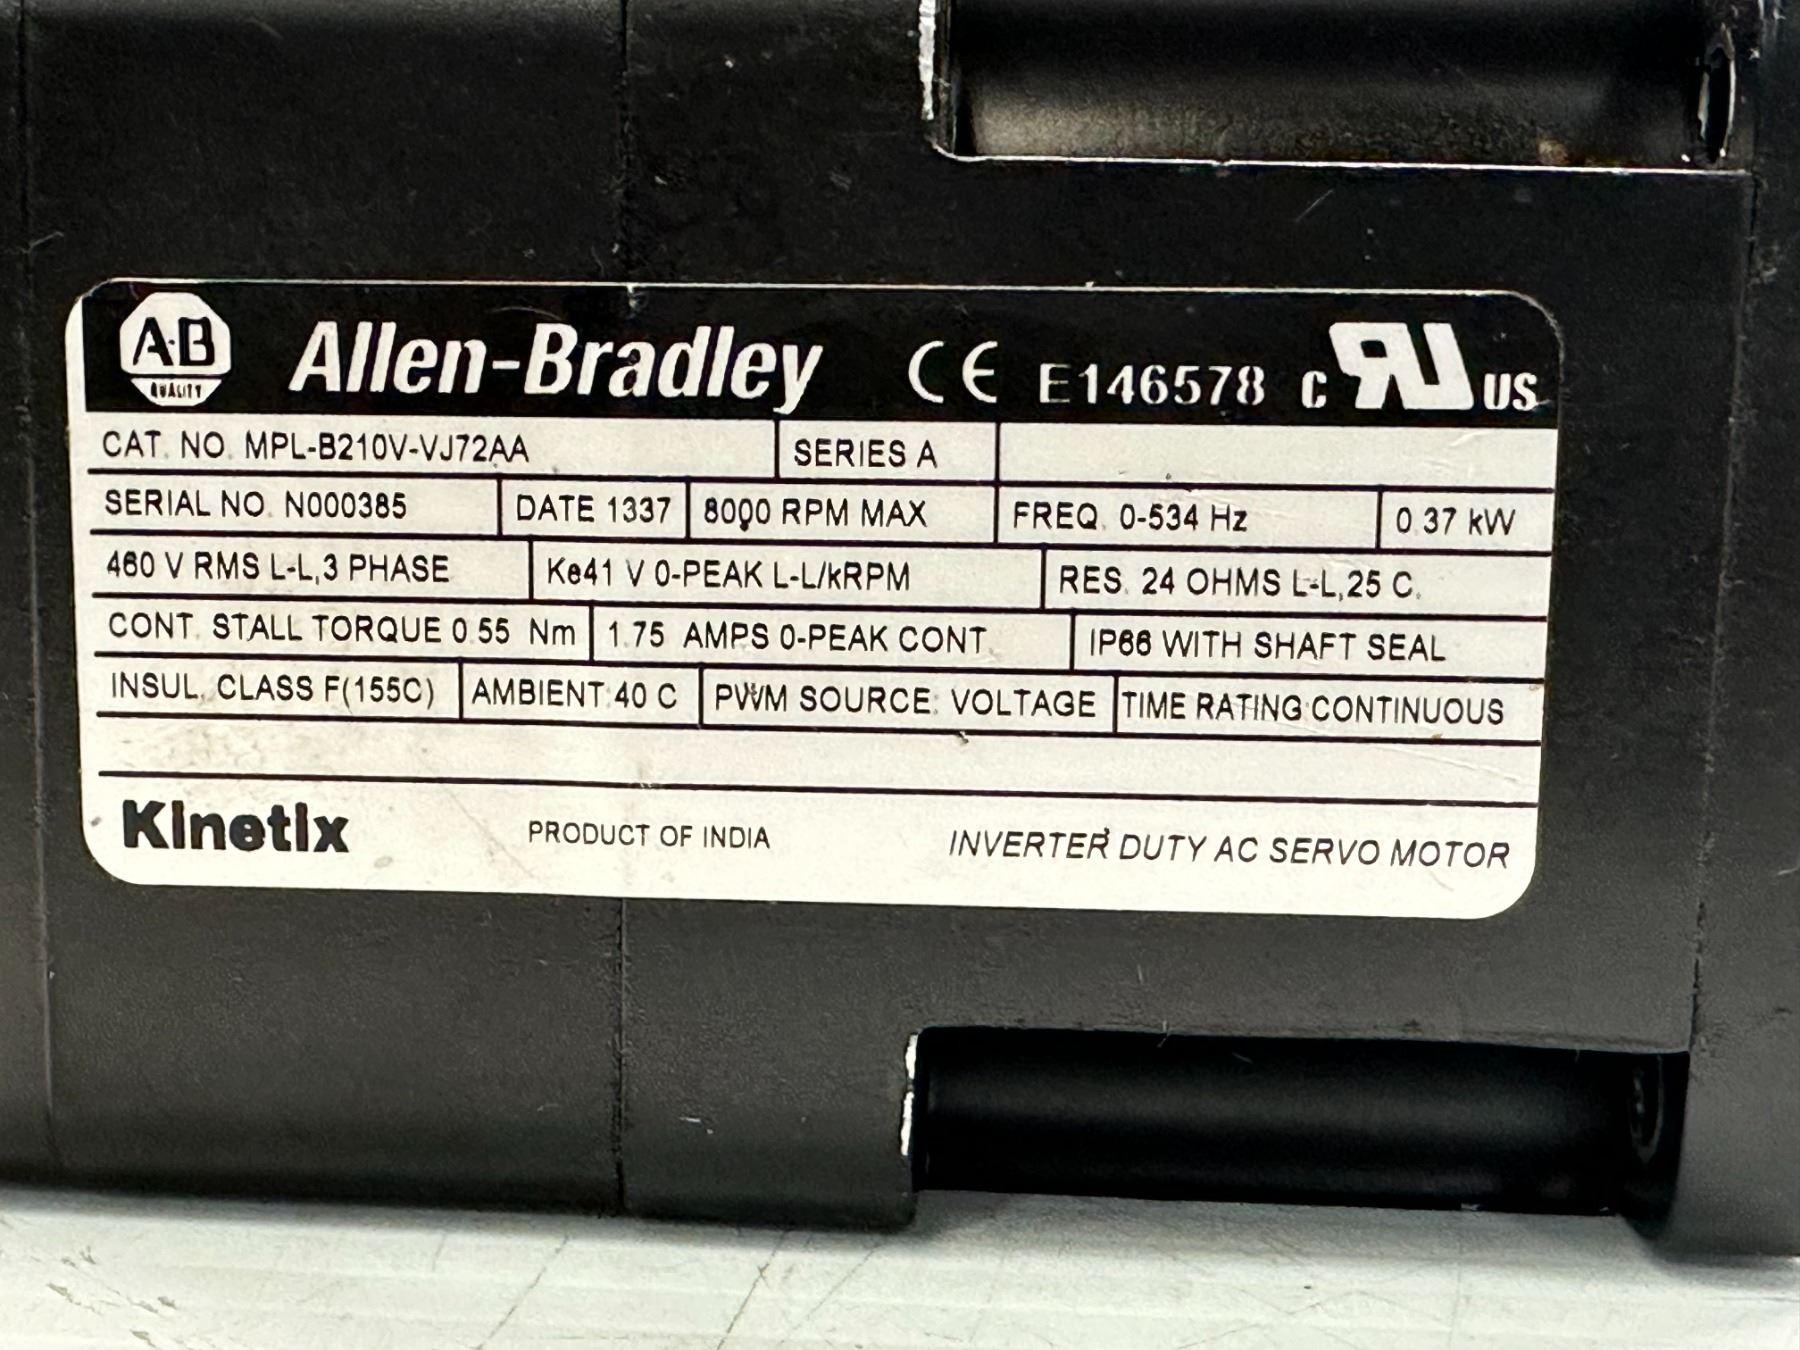 A-B QUALITY Allen-Bradley CE E146578 c RU US
CAT. NO. MPL-B210V-VJ72AA SERIES A
SERIAL NO. N000385 DATE 1337 8000 RPM MAX FREQ. 0-534 Hz 0.37 kW
460 V RMS L-L,3 PHASE Ke41 V 0-PEAK L-L/kRPM RES. 24 OHMS L-L,25 C.
CONT. STALL TORQUE 0.55 Nm 1.75 AMPS 0-PEAK CONT. IP66 WITH SHAFT SEAL
INSUL. CLASS F(155C) AMBIENT:40 C PWM SOURCE: VOLTAGE TIME RATING:CONTINUOUS
Kinetix PRODUCT OF INDIA INVERTER DUTY AC SERVO MOTOR